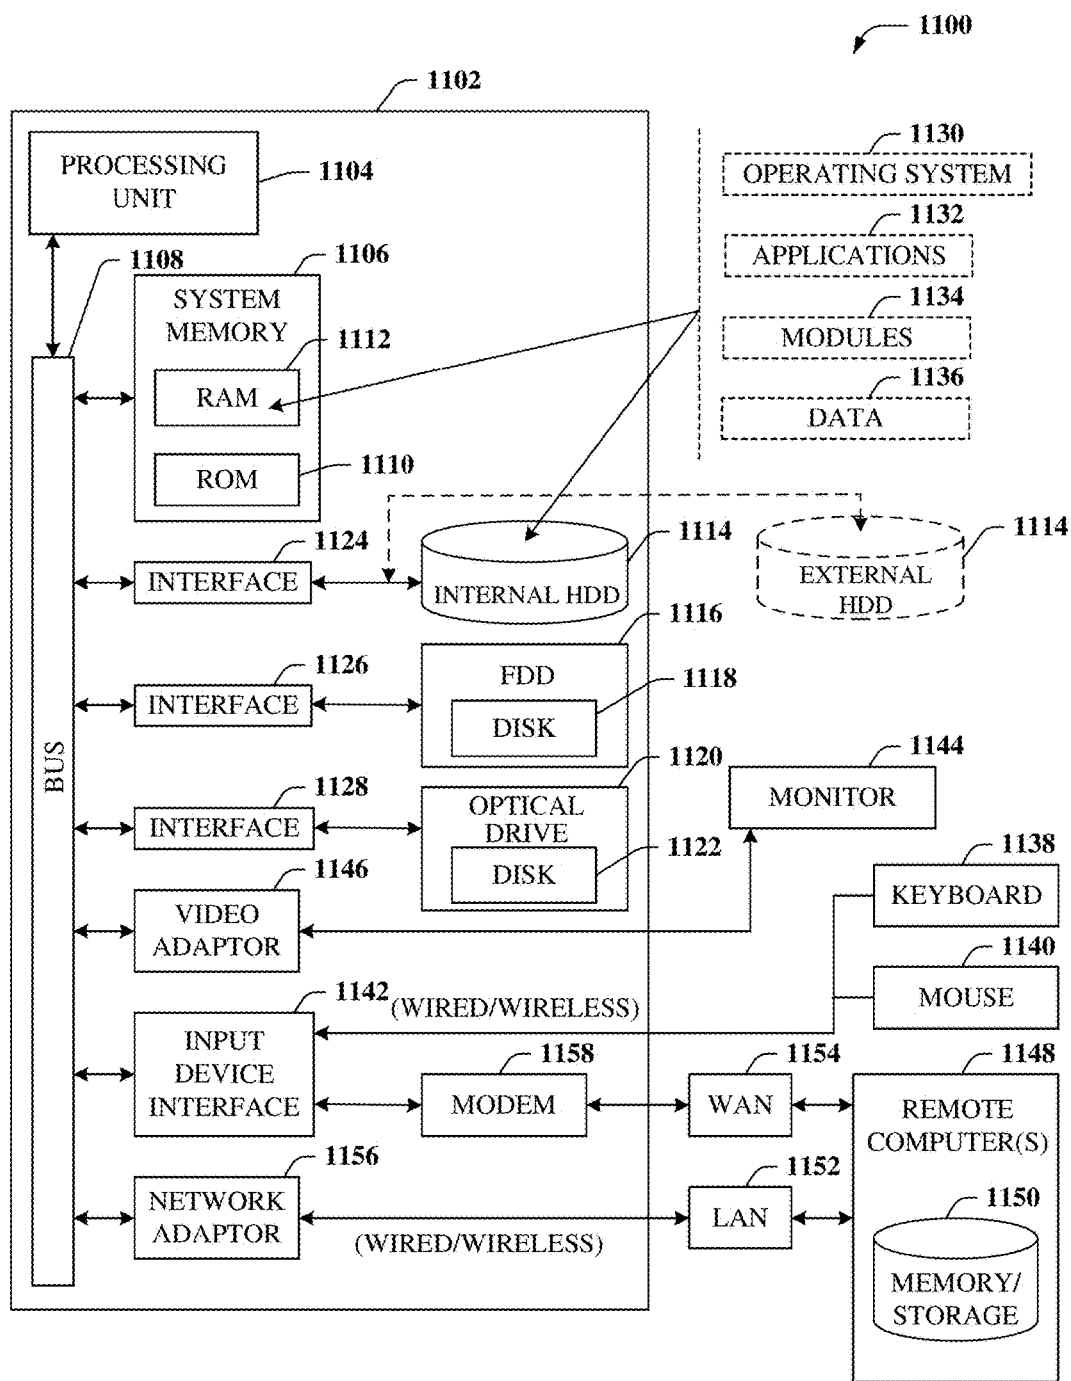 1100
1102
PROCESSING
UNIT
1104
1130
OPERATING SYSTEM
1132
APPLICATIONS
1134
MODULES
1136
DATA
1108
1106
SYSTEM
MEMORY
1112
RAM
1110
ROM
1124
INTERFACE
1114
INTERNAL HDD
1114
EXTERNAL
HDD
1116
FDD
1126
INTERFACE
1118
DISK
BUS
1120
OPTICAL
DRIVE
1128
INTERFACE
1122
DISK
1144
MONITOR
1146
VIDEO
ADAPTOR
1138
KEYBOARD
1140
MOUSE
1142
(WIRED/WIRELESS)
INPUT
DEVICE
INTERFACE
1158
MODEM
1154
WAN
1148
REMOTE
COMPUTER(S)
1156
NETWORK
ADAPTOR
(WIRED/WIRELESS)
1152
LAN
1150
MEMORY/
STORAGE